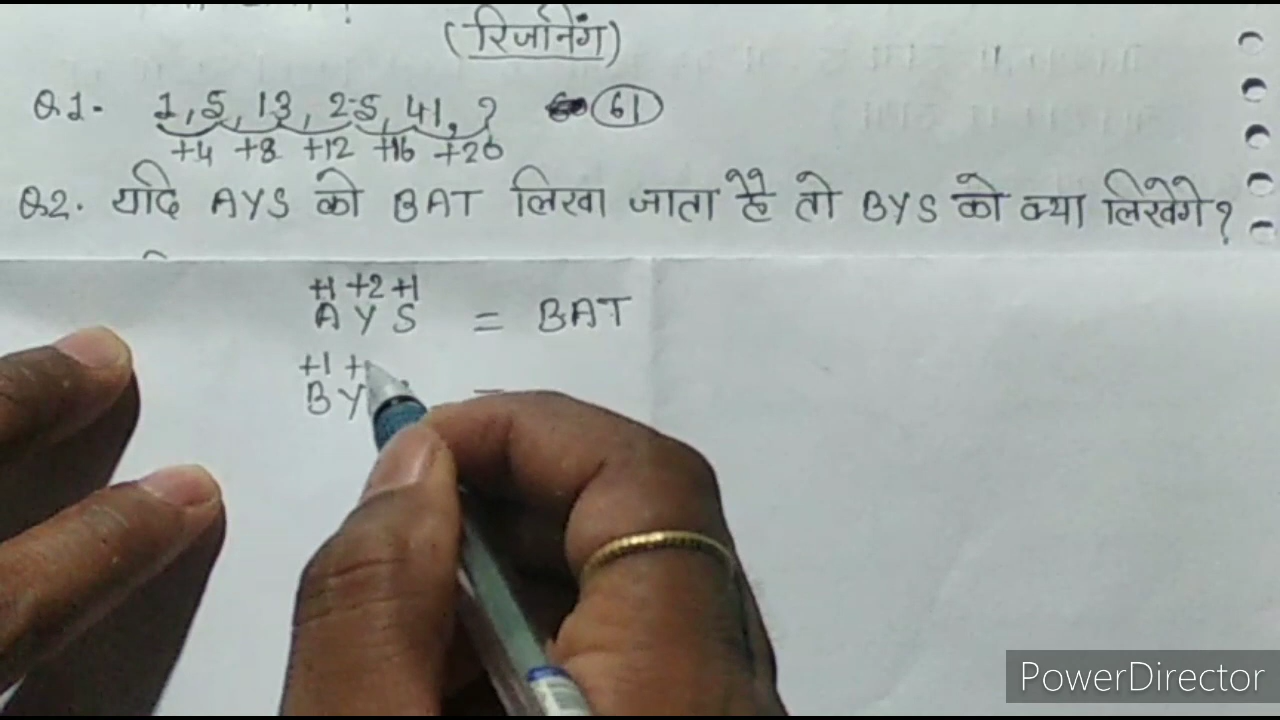 (रिजनिंग)
Q1- 1, 5, 13, 25, 41, ? 61
+4 +8 +12 +16 +20
Q2. यदि AYS को BAT लिखा जाता है तो BYS को क्या लिखेंगे?
+1 +2 +1
AYS = BAT
+1 +
BY =
PowerDirector